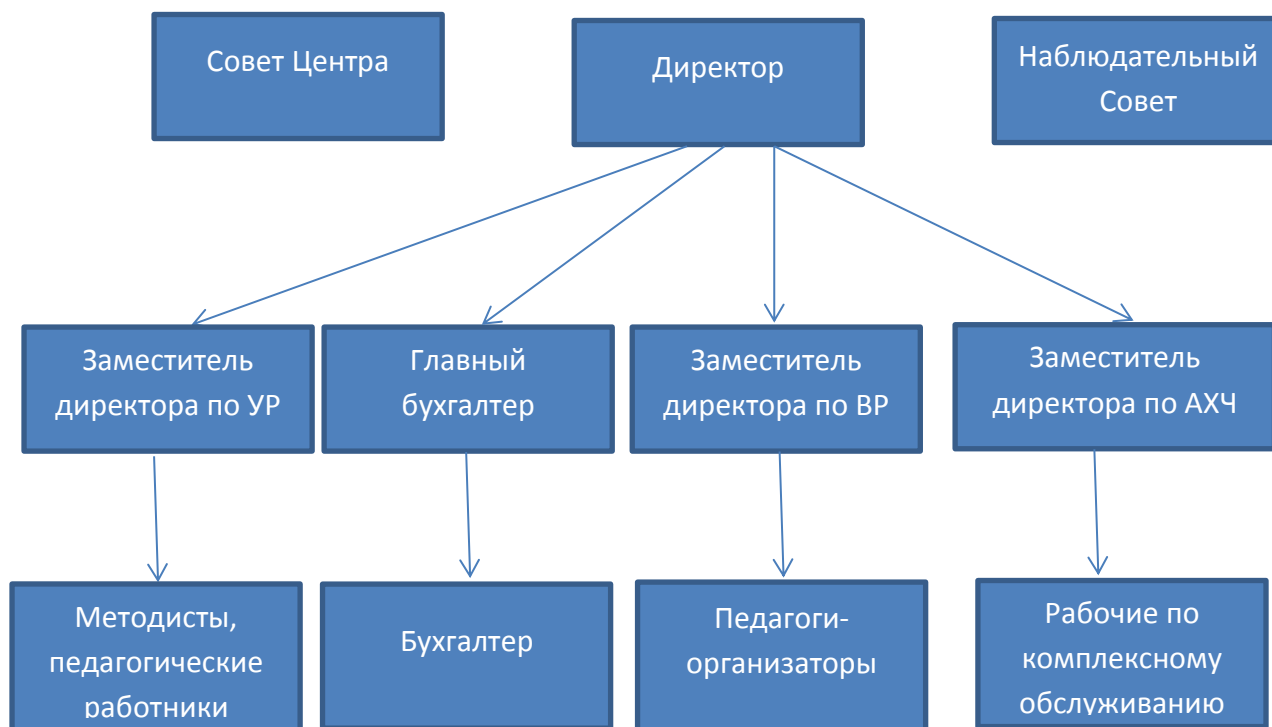 Совет Центра
Директор
Наблюдательный
Совет
Заместитель
директора по УР
Главный
бухгалтер
Заместитель
директора по ВР
Заместитель
директора по АХЧ
Методисты,
педагогические
работники
Бухгалтер
Педагоги-
организаторы
Рабочие по
комплексному
обслуживанию